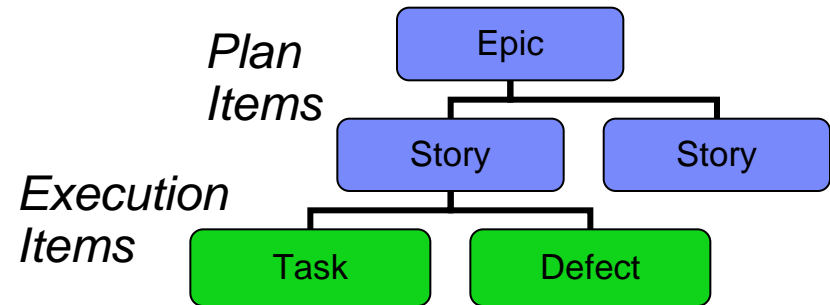 Plan
Items
Epic
Story
Story
Execution
Items
Task
Defect